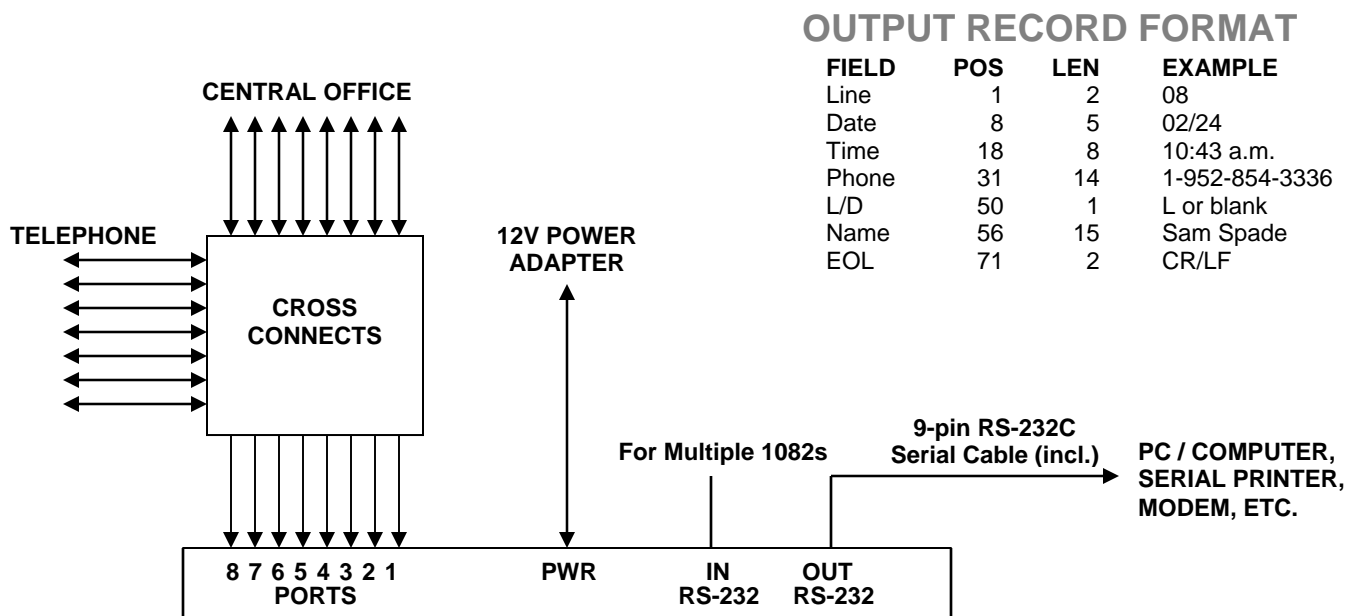 OUTPUT RECORD FORMAT
FIELD POS LEN EXAMPLE
Line 1 2 08
Date 8 5 02/24
Time 18 8 10:43 a.m.
Phone 31 14 1-952-854-3336
L/D 50 1 L or blank
Name 56 15 Sam Spade
EOL 71 2 CR/LF
CENTRAL OFFICE
TELEPHONE
CROSS
CONNECTS
12V POWER
ADAPTER
For Multiple 1082s
9-pin RS-232C
Serial Cable (incl.)
PC / COMPUTER,
SERIAL PRINTER,
MODEM, ETC.
8 7 6 5 4 3 2 1
PORTS
PWR
IN
RS-232
OUT
RS-232